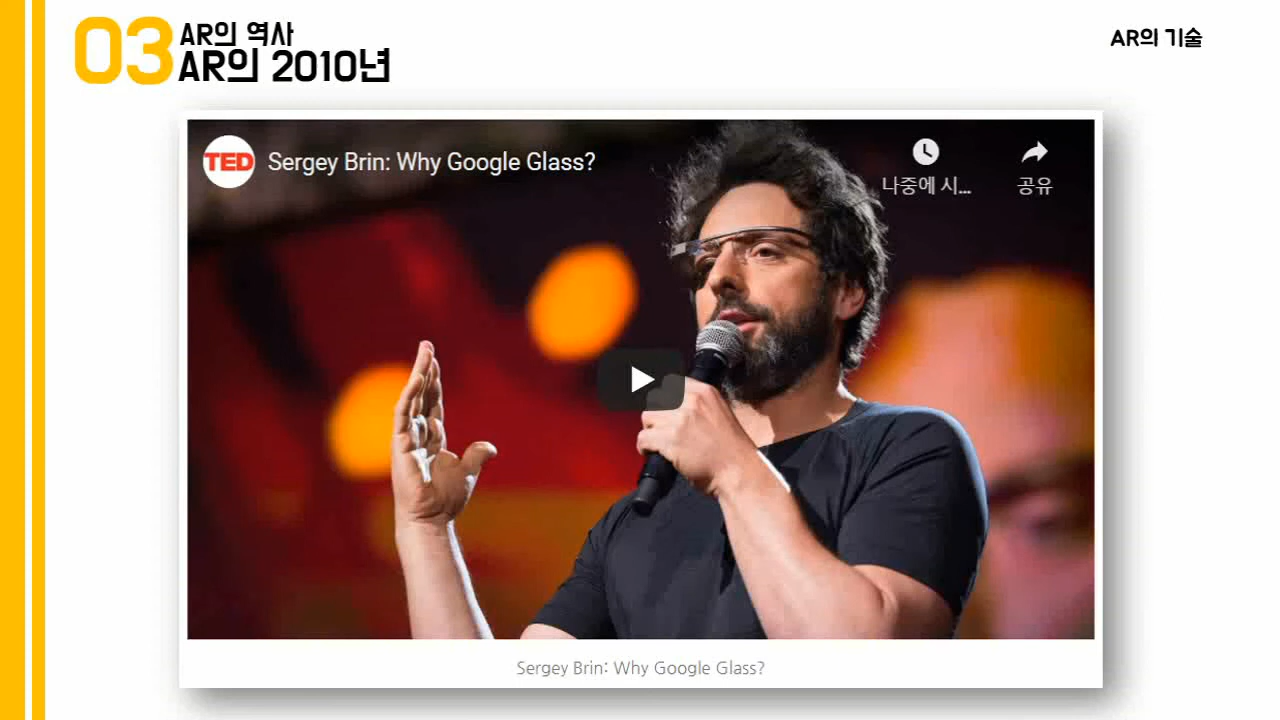 03
AR의 역사
AR의 2010년
AR의 기술
TED
Sergey Brin: Why Google Glass?
나중에 시...
공유
Sergey Brin: Why Google Glass?